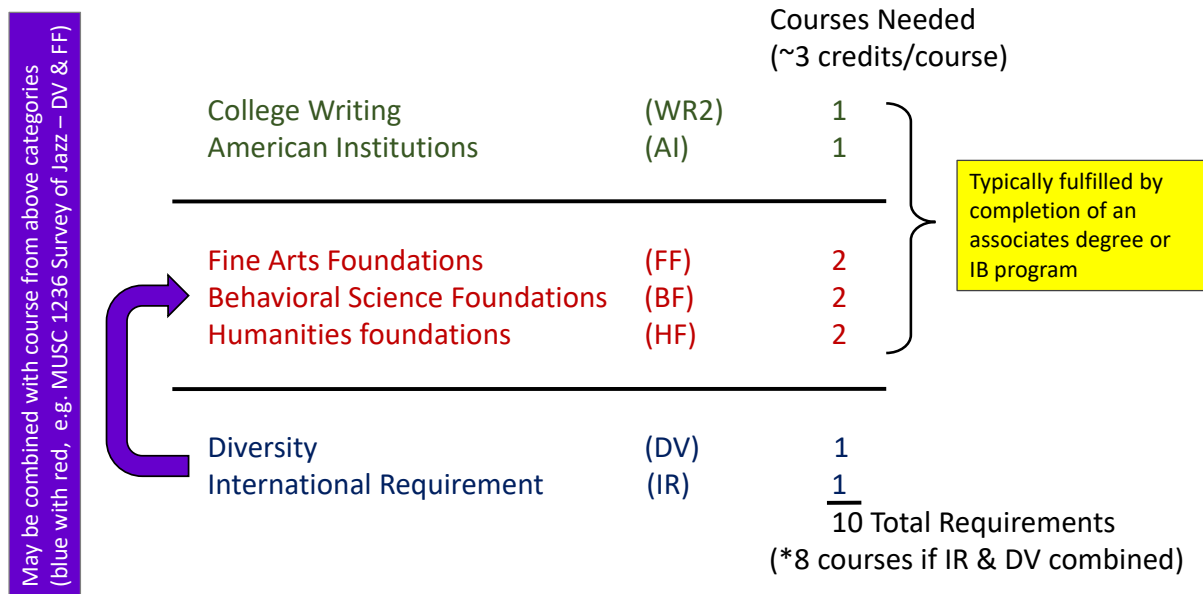 May be combined with course from above categories
(blue with red,  e.g. MUSC 1236 Survey of Jazz – DV & FF)
Courses Needed
(~3 credits/course)
College Writing (WR2) 1
American Institutions (AI) 1
Typically fulfilled by
completion of an
associates degree or
IB program
Fine Arts Foundations (FF) 2
Behavioral Science Foundations (BF) 2
Humanities foundations (HF) 2
Diversity (DV) 1
International Requirement (IR) 1
10 Total Requirements
(*8 courses if IR & DV combined)